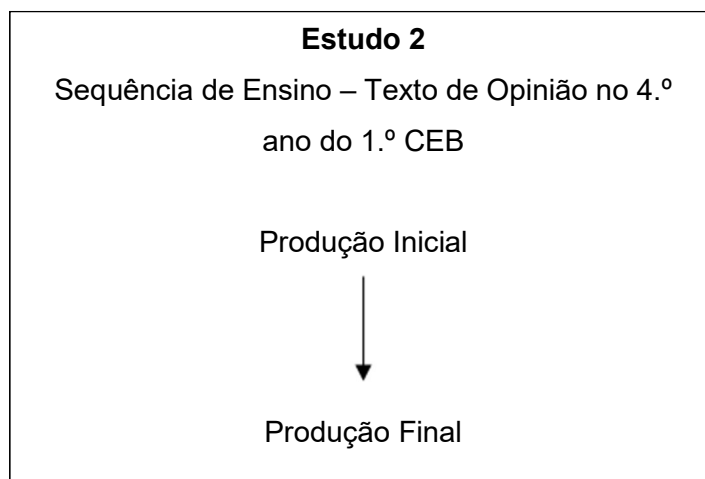 Estudo 2
Sequência de Ensino – Texto de Opinião no 4.º
ano do 1.º CEB
Produção Inicial
Produção Final